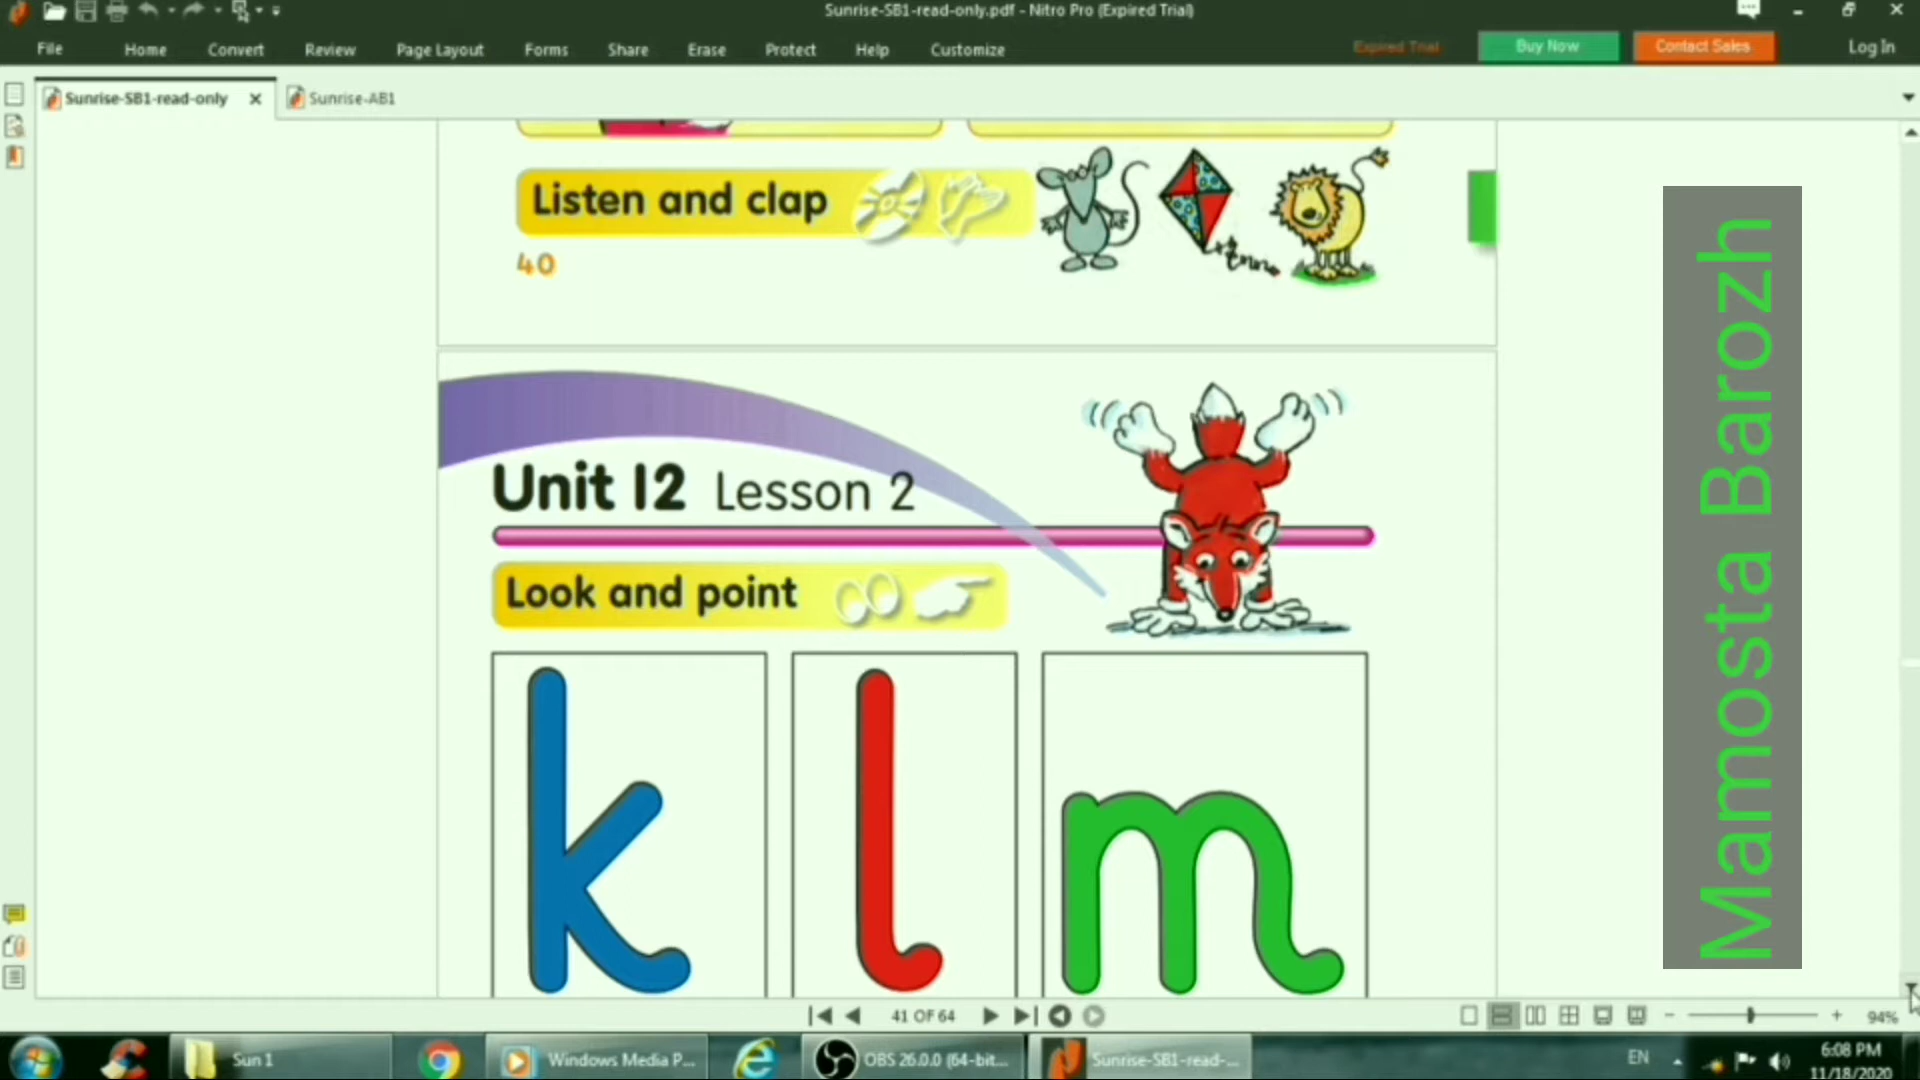 Sunrise-SB1-read-only.pdf - Nitro Pro (Expired Trial)
File Home Convert Review Page Layout Forms Share Erase Protect Help Customize Expired Trial Buy Now Contact Sales Log In
Sunrise-SB1-read-only Sunrise-AB1
Listen and clap
40
Unit 12 Lesson 2
Look and point
k l m
Mamosta Barozh
41 OF 64
94%
Sun 1 Windows Media P... OBS 26.0.0 (64-bit... Sunrise-SB1-read-... EN 6:08 PM
11/18/2020